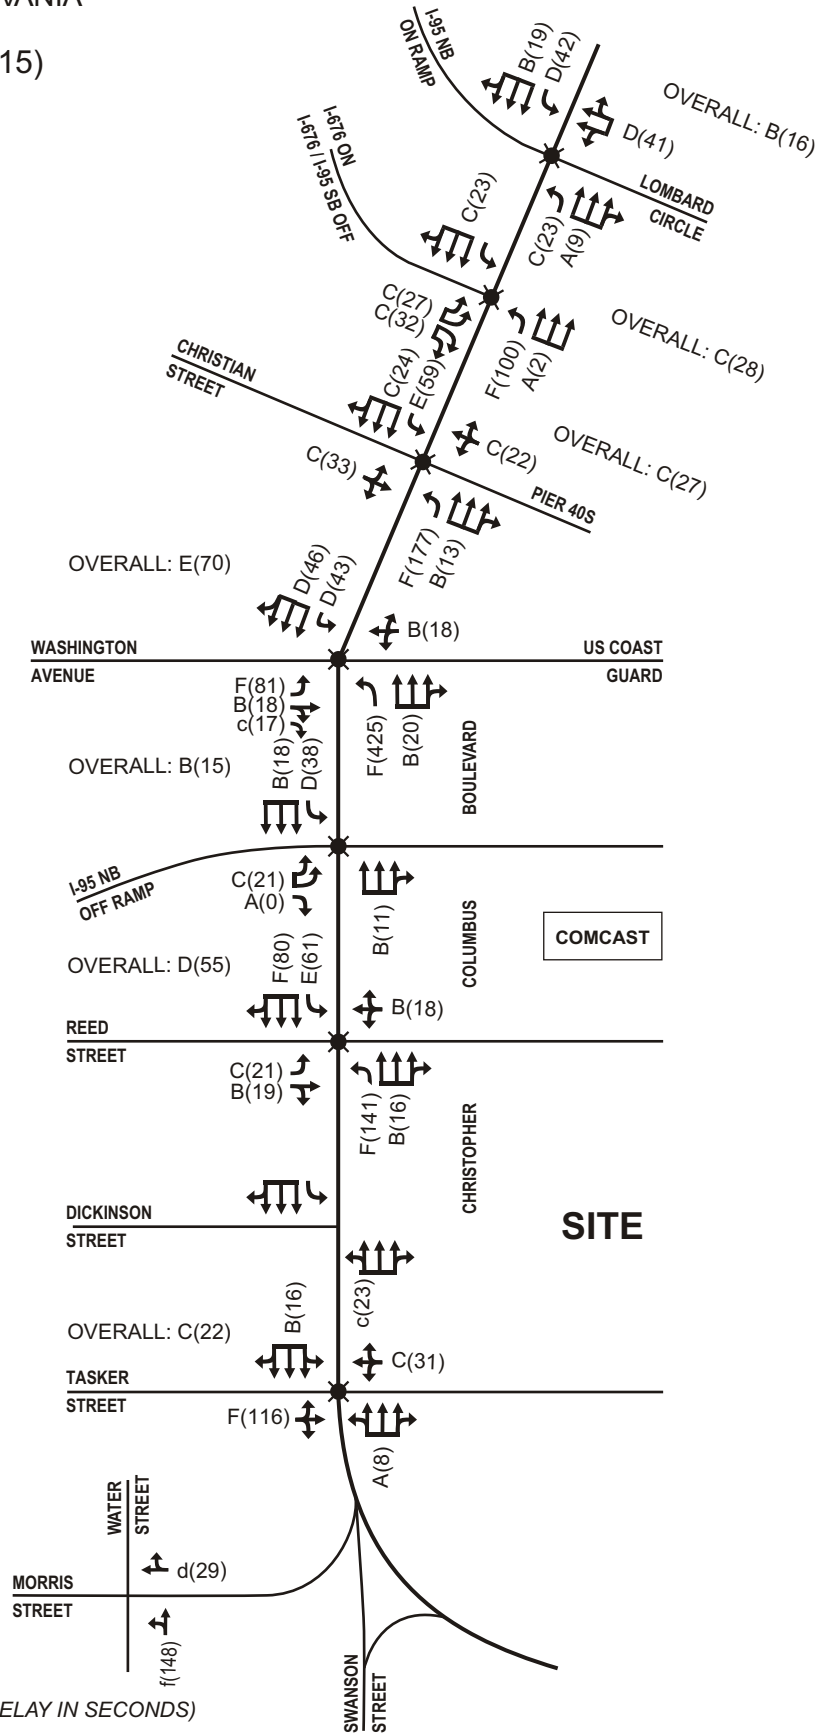 VANIA
15)
I-95 NB
ON RAMP
B(19)
D(42)
OVERALL: B(16)
D(41)
LOMBARD
CIRCLE
I-676 ON
I-676 / I-95 SB OFF
C(23)
C(23)
A(9)
C(27)
C(32)
F(100)
A(2)
OVERALL: C(28)
CHRISTIAN
STREET
C(24)
E(59)
C(22)
OVERALL: C(27)
C(33)
PIER 40S
F(177)
B(13)
OVERALL: E(70)
D(46)
D(43)
B(18)
WASHINGTON
AVENUE
US COAST
GUARD
F(81)
B(18)
c(17)
F(425)
B(20)
BOULEVARD
OVERALL: B(15)
B(18)
D(38)
I-95 NB
OFF RAMP
C(21)
A(0)
B(11)
COLUMBUS
COMCAST
OVERALL: D(55)
F(80)
E(61)
B(18)
REED
STREET
C(21)
B(19)
F(141)
B(16)
CHRISTOPHER
DICKINSON
STREET
SITE
c(23)
OVERALL: C(22)
B(16)
C(31)
TASKER
STREET
F(116)
A(8)
WATER
STREET
d(29)
MORRIS
STREET
f(148)
SWANSON
STREET
ELAY IN SECONDS)